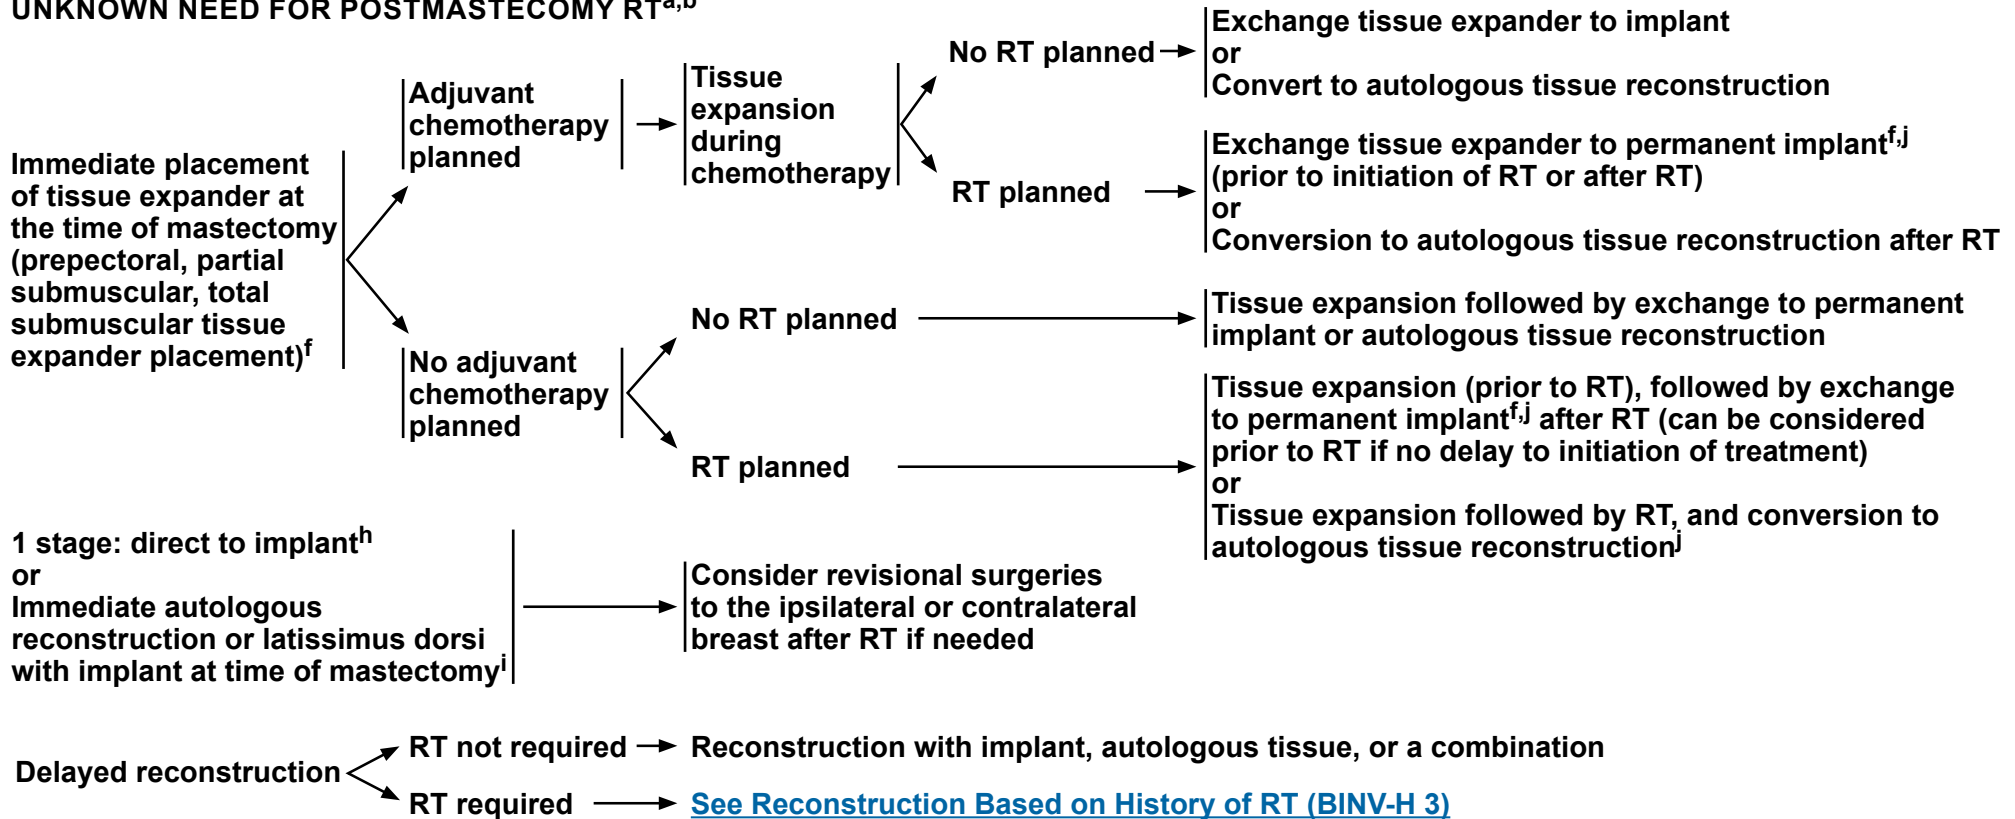 UNKNOWN NEED FOR POSTMASTECOMY RTa,b
Immediate placement
of tissue expander at
the time of mastectomy
(prepectoral, partial
submuscular, total
submuscular tissue
expander placement)f
Adjuvant
chemotherapy
planned
Tissue
expansion
during
chemotherapy
No RT planned
Exchange tissue expander to implant
or
Convert to autologous tissue reconstruction
RT planned
Exchange tissue expander to permanent implantf,j
(prior to initiation of RT or after RT)
or
Conversion to autologous tissue reconstruction after RT
No adjuvant
chemotherapy
planned
No RT planned
Tissue expansion followed by exchange to permanent
implant or autologous tissue reconstruction
RT planned
Tissue expansion (prior to RT), followed by exchange
to permanent implantf,j after RT (can be considered
prior to RT if no delay to initiation of treatment)
or
Tissue expansion followed by RT, and conversion to
autologous tissue reconstructionj
1 stage: direct to implanth
or
Immediate autologous
reconstruction or latissimus dorsi
with implant at time of mastectomyi
Consider revisional surgeries
to the ipsilateral or contralateral
breast after RT if needed
Delayed reconstruction
RT not required
Reconstruction with implant, autologous tissue, or a combination
RT required
See Reconstruction Based on History of RT (BINV-H 3)